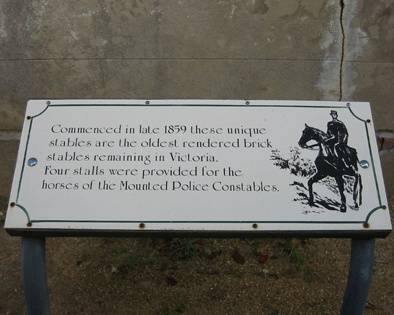 Commenced in late 1859 these unique
stables are the oldest rendered brick
stables remaining in Victoria.
Four stalls were provided for the
horses of the Mounted Police Constables.